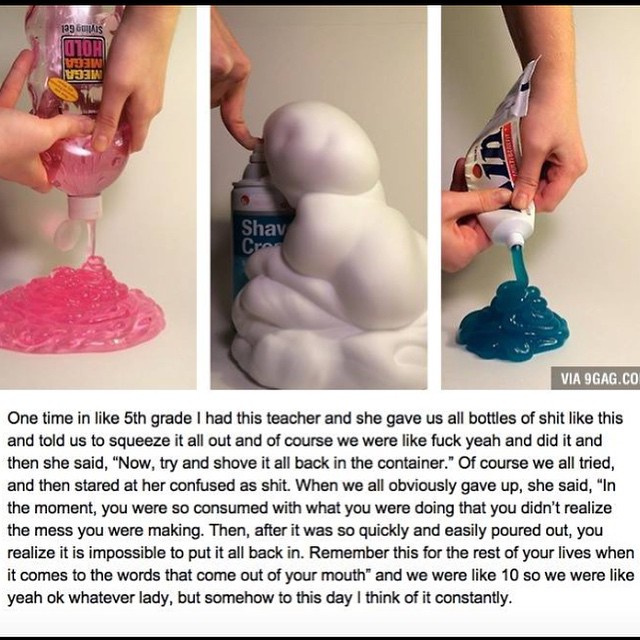 Styling Gel
MEGA
MEGA
HOLD
Shav
Cre
VIA 9GAG.CO
One time in like 5th grade I had this teacher and she gave us all bottles of shit like this
and told us to squeeze it all out and of course we were like fuck yeah and did it and
then she said, “Now, try and shove it all back in the container.” Of course we all tried,
and then stared at her confused as shit. When we all obviously gave up, she said, “In
the moment, you were so consumed with what you were doing that you didn’t realize
the mess you were making. Then, after it was so quickly and easily poured out, you
realize it is impossible to put it all back in. Remember this for the rest of your lives when
it comes to the words that come out of your mouth” and we were like 10 so we were like
yeah ok whatever lady, but somehow to this day I think of it constantly.